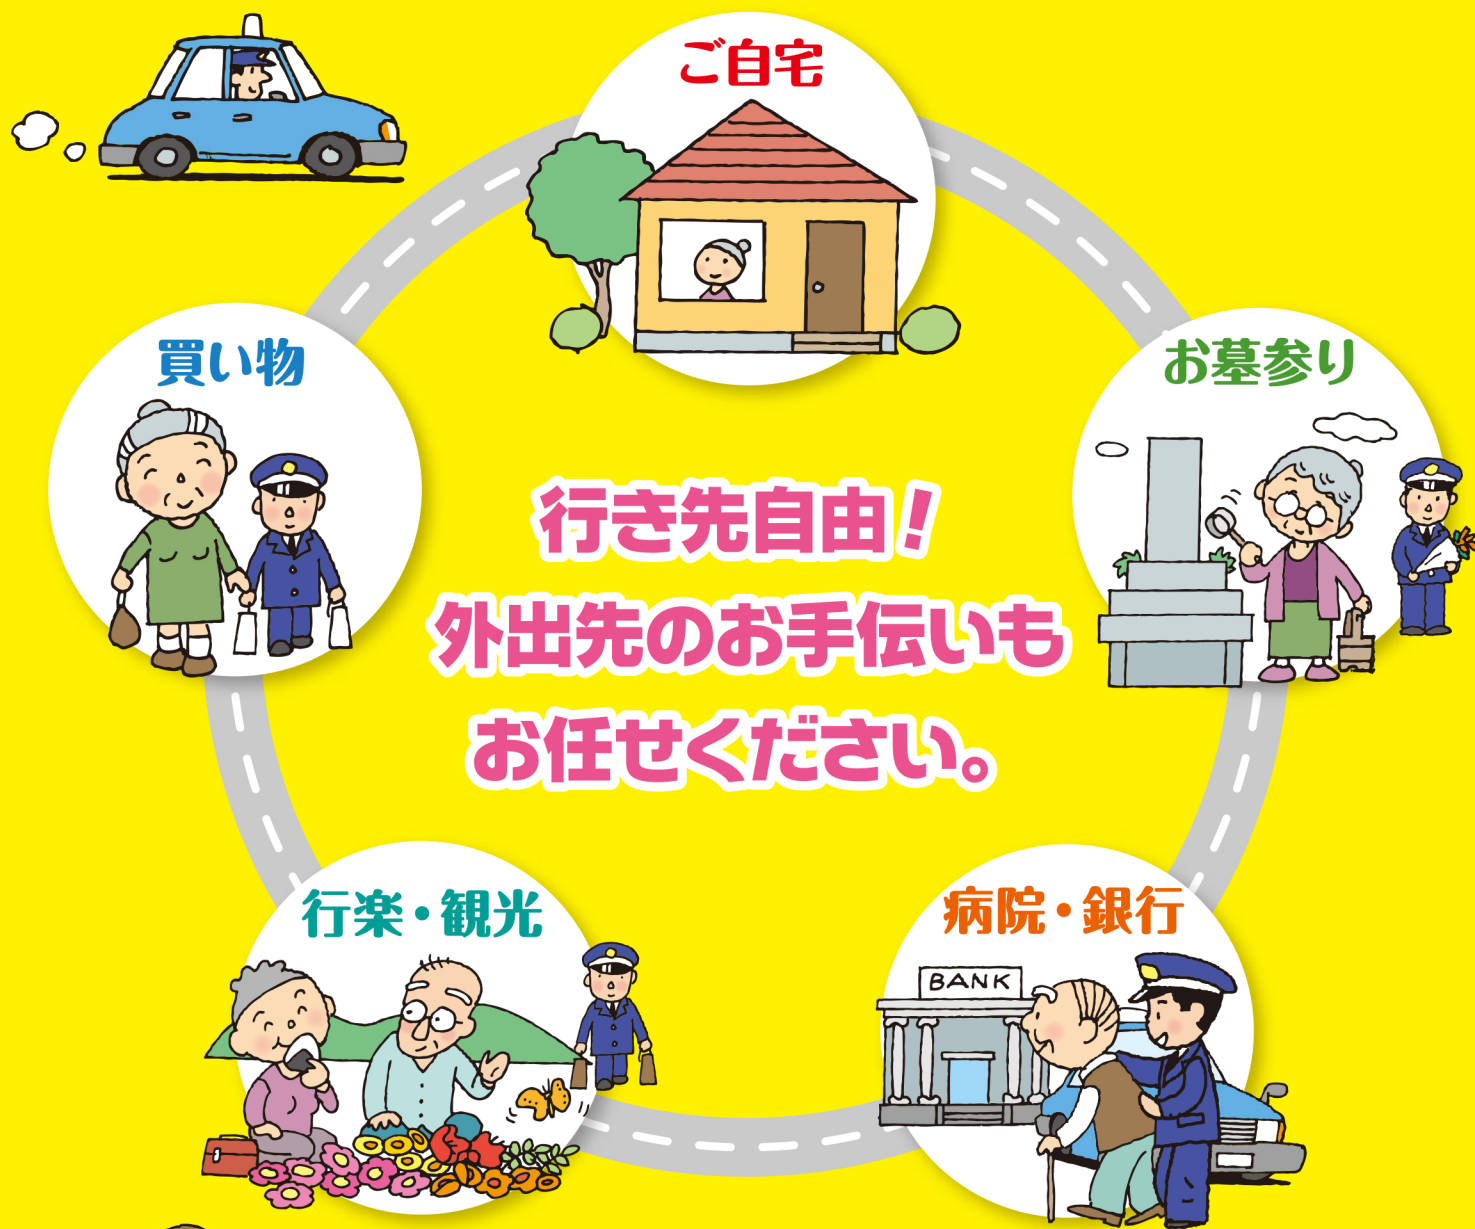 ご自宅
買い物
お墓参り
行き先自由!
外出先のお手伝いも
お任せください。
行楽・観光
病院・銀行
BANK